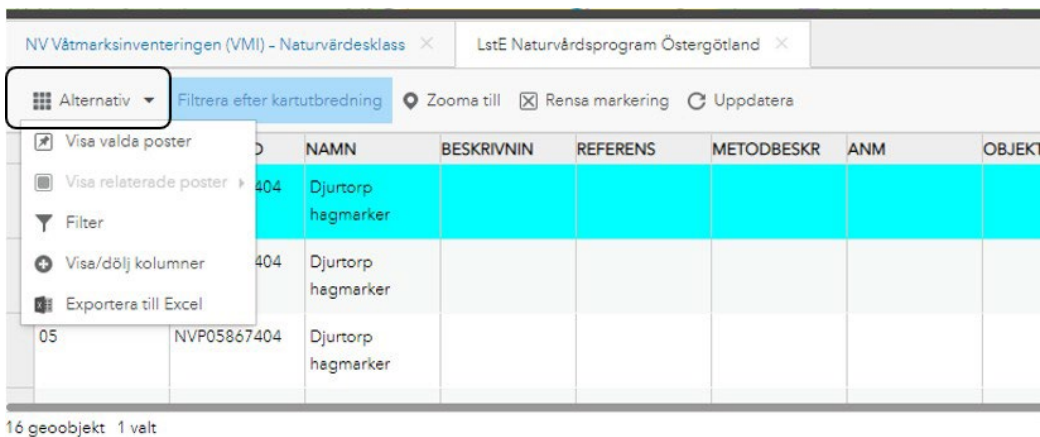 NV Våtmarksinventeringen (VMI) – Naturvärdesklass LstE Naturvårdsprogram Östergötland
Alternativ Filtrera efter kartutbredning Zooma till Rensa markering Uppdatera
Visa valda poster
Visa relaterade poster
Filter
Visa/dölj kolumner
Exportera till Excel
D NAMN BESKRIVNIN REFERENS METODBESKR ANM OBJEKT
404 Djurtorp
hagmarker
404 Djurtorp
hagmarker
05 NVP05867404 Djurtorp
hagmarker
16 geoobjekt 1 valt